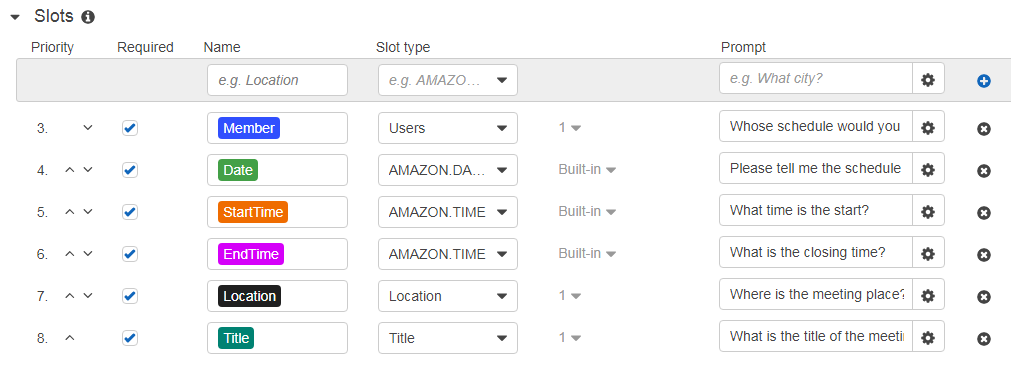 Slots
Priority Required Name Slot type Prompt
e.g. Location e.g. AMAZO… e.g. What city?
3. Member Users 1 Whose schedule would you
4. Date AMAZON.DA… Built-in Please tell me the schedule
5. StartTime AMAZON.TIME Built-in What time is the start?
6. EndTime AMAZON.TIME Built-in What is the closing time?
7. Location Location 1 Where is the meeting place?
8. Title Title 1 What is the title of the meetin